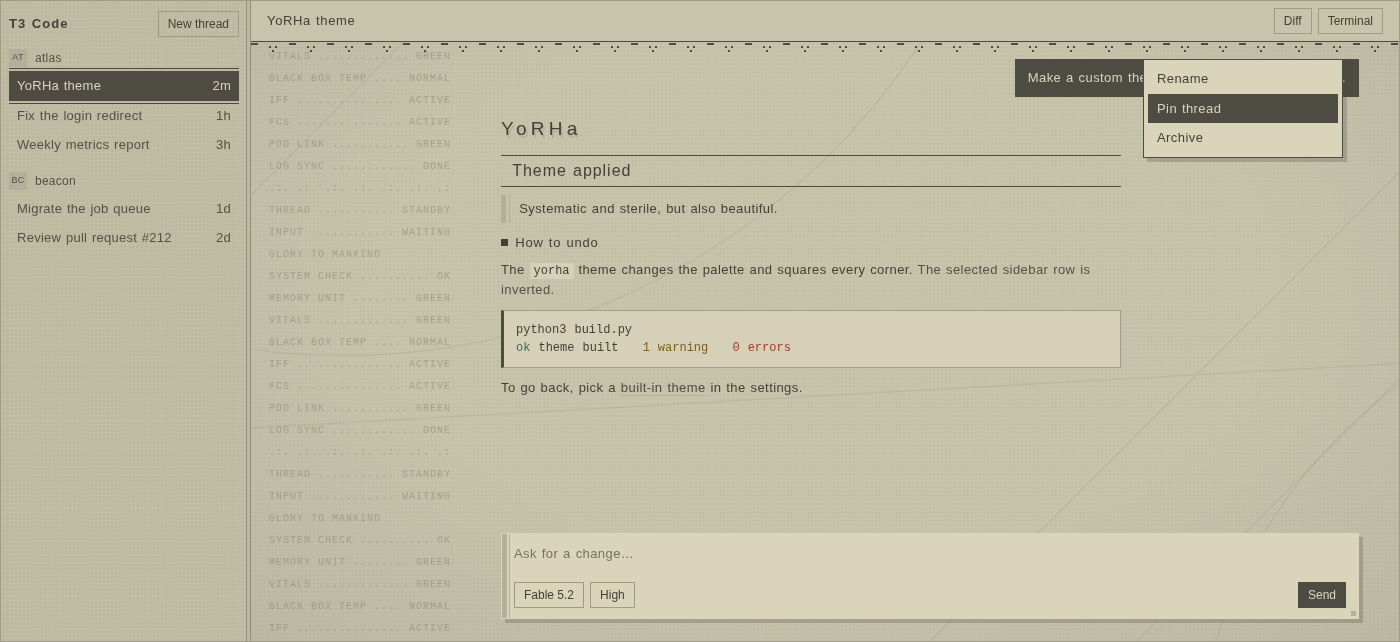 T3 Code
New thread
AT atlas
YoRHa theme 2m
Fix the login redirect 1h
Weekly metrics report 3h
BC beacon
Migrate the job queue 1d
Review pull request #212 2d
YoRHa theme
Diff
Terminal
VITALS ........... GREEN
BLACK BOX TEMP .... NORMAL
IFF .............. ACTIVE
FCS .............. ACTIVE
POD LINK .......... GREEN
LOG SYNC ............ DONE
.:. .:. .:. .:. .:. .:. .:
THREAD ........... STANDBY
INPUT ............ WAITING
GLORY TO MANKIND
SYSTEM CHECK .......... OK
MEMORY UNIT ........ GREEN
VITALS ............. GREEN
BLACK BOX TEMP .... NORMAL
IFF .............. ACTIVE
FCS .............. ACTIVE
POD LINK .......... GREEN
LOG SYNC ............ DONE
.:. .:. .:. .:. .:. .:. .:
THREAD ........... STANDBY
INPUT ............ WAITING
GLORY TO MANKIND
SYSTEM CHECK .......... OK
MEMORY UNIT ........ GREEN
VITALS ............. GREEN
BLACK BOX TEMP .... NORMAL
IFF .............. ACTIVE
Make a custom
Rename
Pin thread
Archive
YoRHa
Theme applied
Systematic and sterile, but also beautiful.
How to undo
The yorha theme changes the palette and squares every corner. The selected sidebar row is
inverted.
python3 build.py
ok theme built 1 warning 0 errors
To go back, pick a built-in theme in the settings.
Ask for a change...
Fable 5.2
High
Send